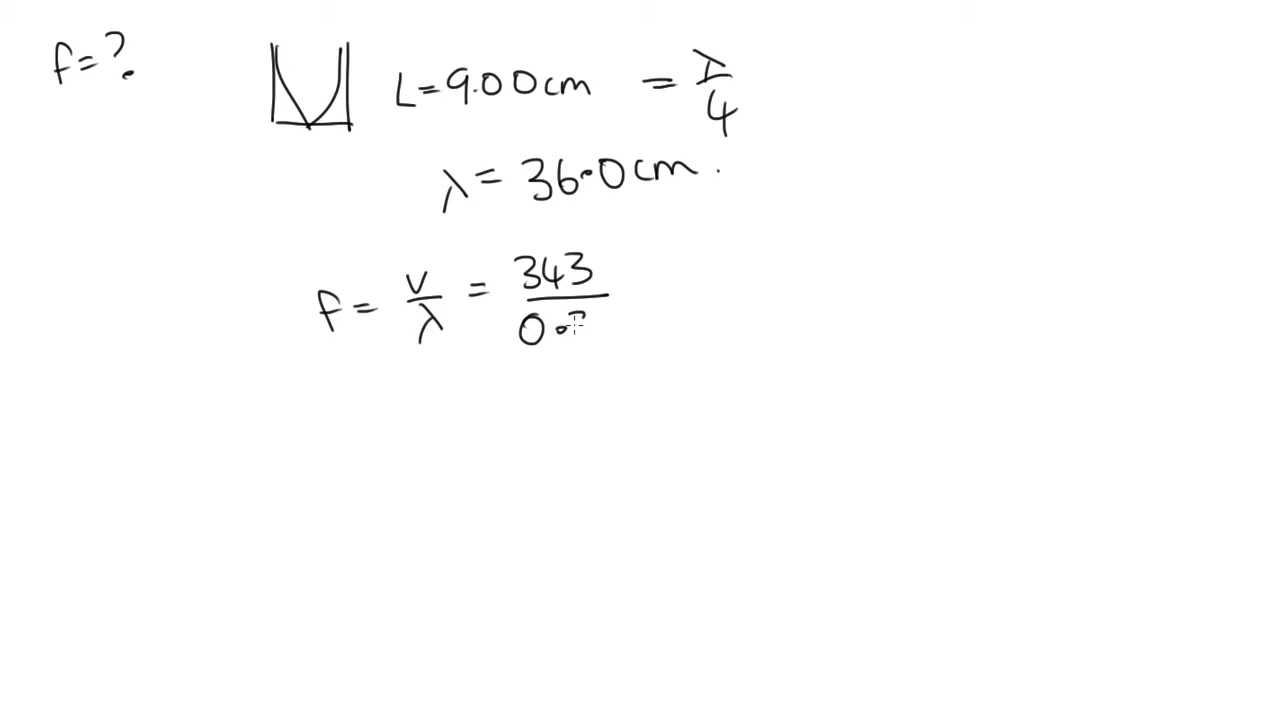 f = ?
L = 9.00 cm = λ/4
λ = 36.0 cm.
f = v/λ = 343/0.